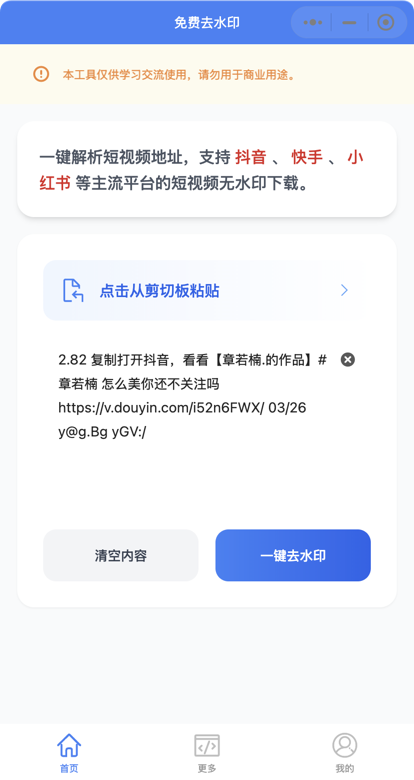 免费去水印
本工具仅供学习交流使用，请勿用于商业用途。
一键解析短视频地址，支持 抖音 、 快手 、 小
红书 等主流平台的短视频无水印下载。
点击从剪切板粘贴
2.82 复制打开抖音，看看【章若楠.的作品】#
章若楠 怎么美你还不关注吗
https://v.douyin.com/i52n6FWX/ 03/26
y@g.Bg yGV:/
清空内容
一键去水印
首页
更多
我的